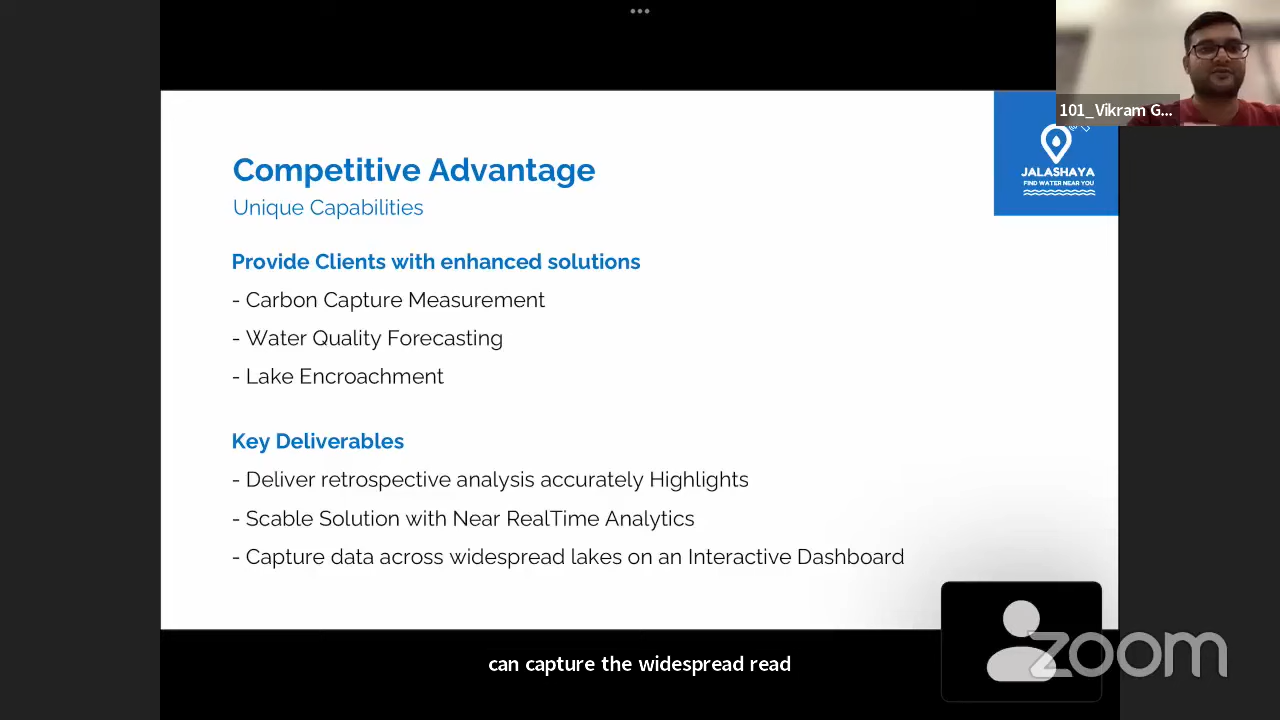 101_Vikram G...
JALASHAYA
FIND WATER NEAR YOU
Competitive Advantage
Unique Capabilities
Provide Clients with enhanced solutions
- Carbon Capture Measurement
- Water Quality Forecasting
- Lake Encroachment
Key Deliverables
- Deliver retrospective analysis accurately Highlights
- Scable Solution with Near RealTime Analytics
- Capture data across widespread lakes on an Interactive Dashboard
can capture the widespread read
zoom